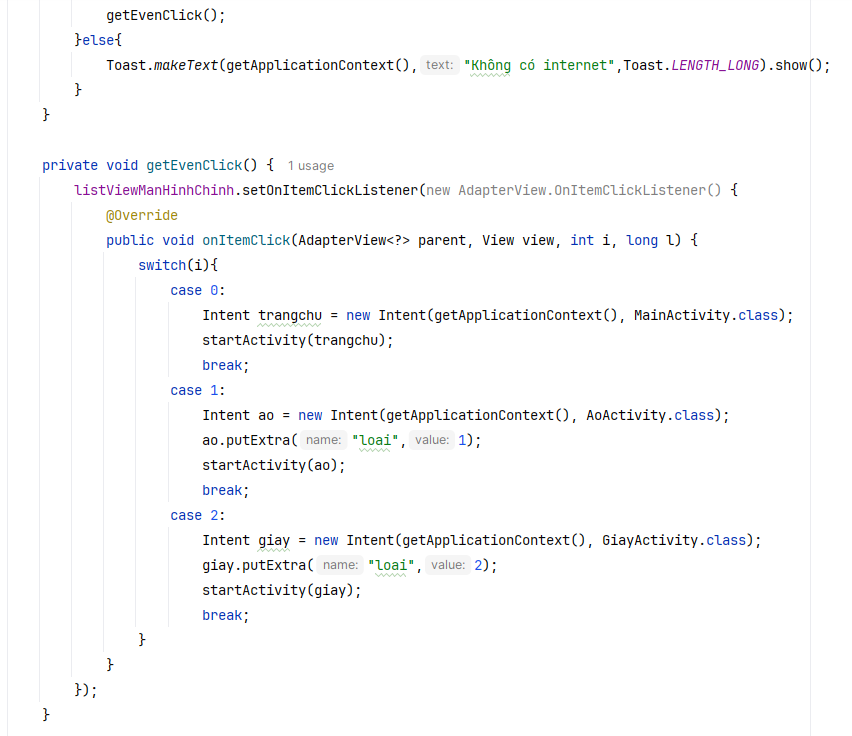 getEvenClick();
}else{
Toast.makeText(getApplicationContext(), text: "Không có internet",Toast.LENGTH_LONG).show();
}
}
private void getEvenClick() { 1 usage
listViewManHinhChinh.setOnItemClickListener(new AdapterView.OnItemClickListener() {
@Override
public void onItemClick(AdapterView<?> parent, View view, int i, long l) {
switch(i){
case 0:
Intent trangchu = new Intent(getApplicationContext(), MainActivity.class);
startActivity(trangchu);
break;
case 1:
Intent ao = new Intent(getApplicationContext(), AoActivity.class);
ao.putExtra( name: "loai", value: 1);
startActivity(ao);
break;
case 2:
Intent giay = new Intent(getApplicationContext(), GiayActivity.class);
giay.putExtra( name: "loai", value: 2);
startActivity(giay);
break;
}
}
});
}